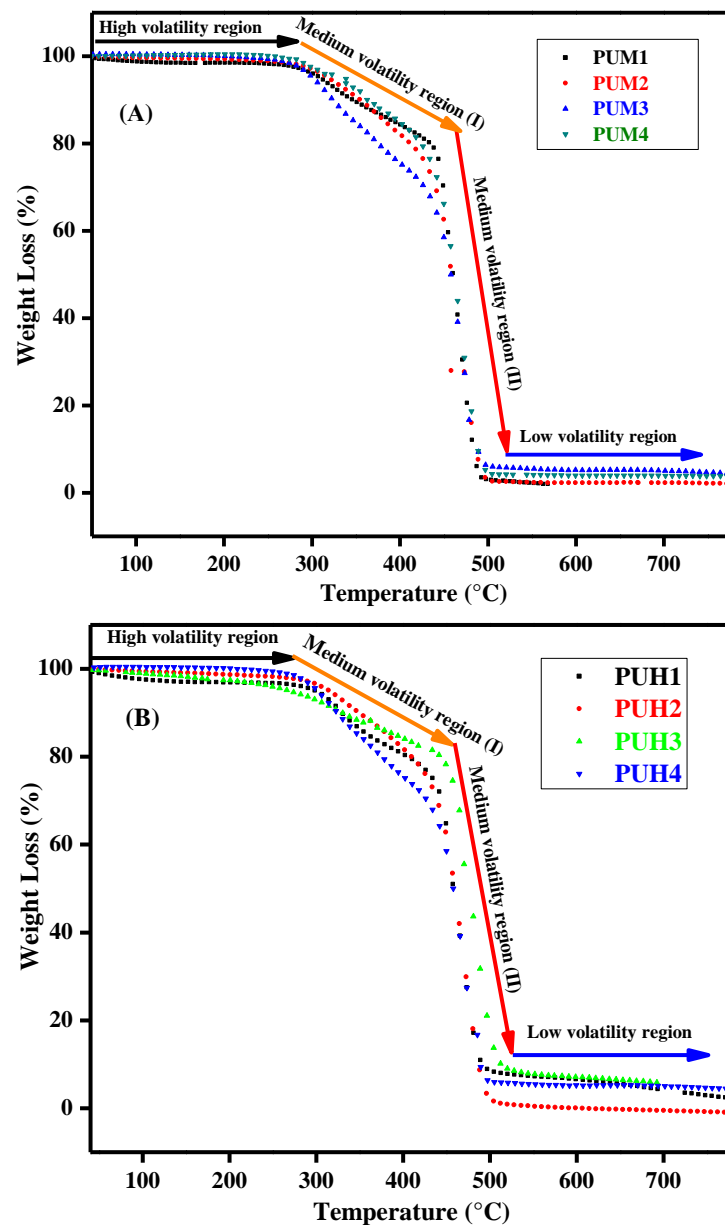 High volatility region
100
Medium volatility region (I)
PUM1
PUM2
PUM3
PUM4
(A)
80
Weight Loss (%)
60
Medium volatility region (II)
40
20
Low volatility region
0
100 200 300 400 500 600 700
Temperature (°C)
High volatility region
100
Medium volatility region (I)
PUH1
PUH2
PUH3
PUH4
(B)
80
Weight Loss (%)
60
Medium volatility region (II)
40
20
Low volatility region
0
100 200 300 400 500 600 700
Temperature (°C)